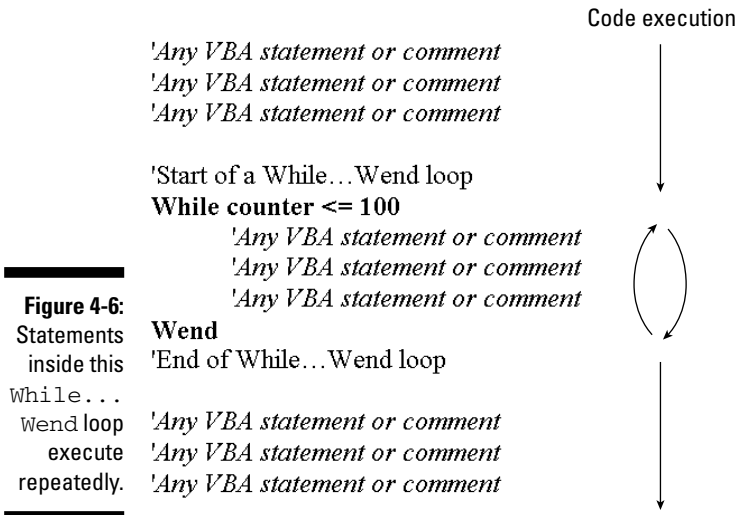 Code execution
'Any VBA statement or comment
'Any VBA statement or comment
'Any VBA statement or comment
'Start of a While…Wend loop
While counter <= 100
'Any VBA statement or comment
'Any VBA statement or comment
'Any VBA statement or comment
Wend
'End of While…Wend loop
'Any VBA statement or comment
'Any VBA statement or comment
'Any VBA statement or comment
Figure 4-6:
Statements
inside this
While...
Wend loop
execute
repeatedly.